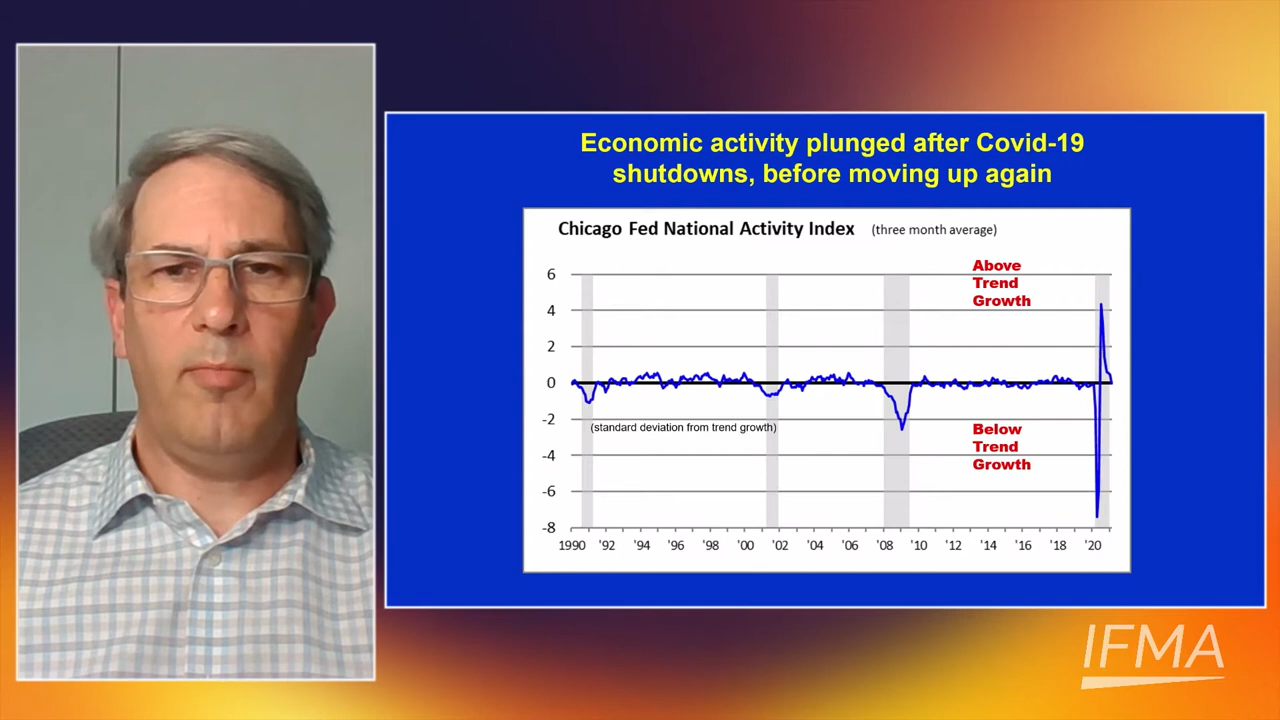 Economic activity plunged after Covid-19
shutdowns, before moving up again
Chicago Fed National Activity Index (three month average)
Above
Trend
Growth
6
4
2
0
-2
-4
-6
-8
(standard deviation from trend growth)
Below
Trend
Growth
1990 '92 '94 '96 '98 '00 '02 '04 '06 '08 '10 '12 '14 '16 '18 '20
IFMA